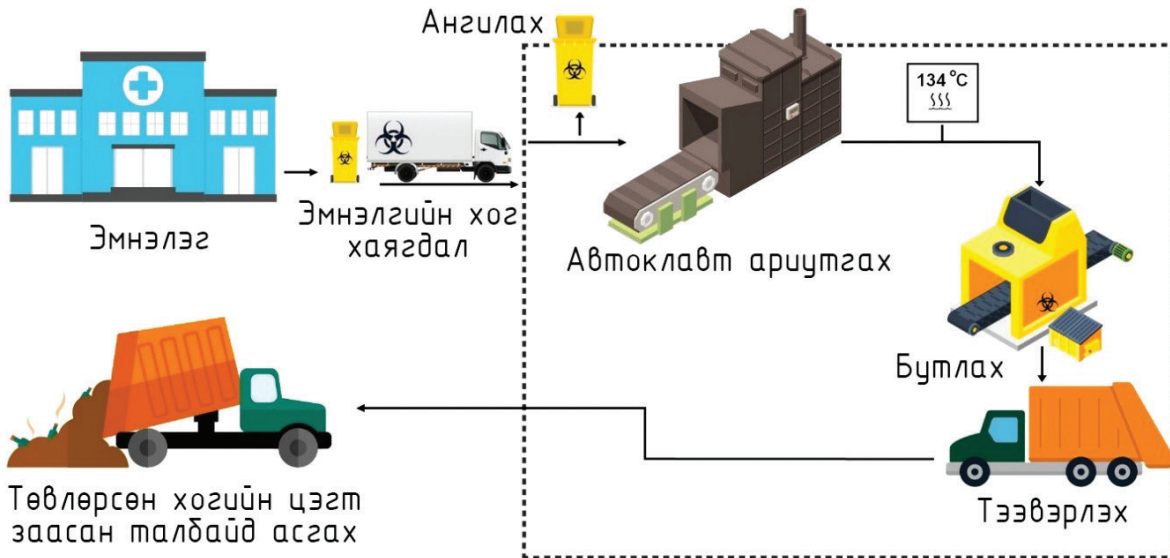 Ангилах
134 °C
Эмнэлэг
Эмнэлгийн хог
хаягдал
Автоклавт ариутгах
Бутлах
Тээвэрлэх
Төвлөрсөн хогийн цэгт
заасан талбайд асгах